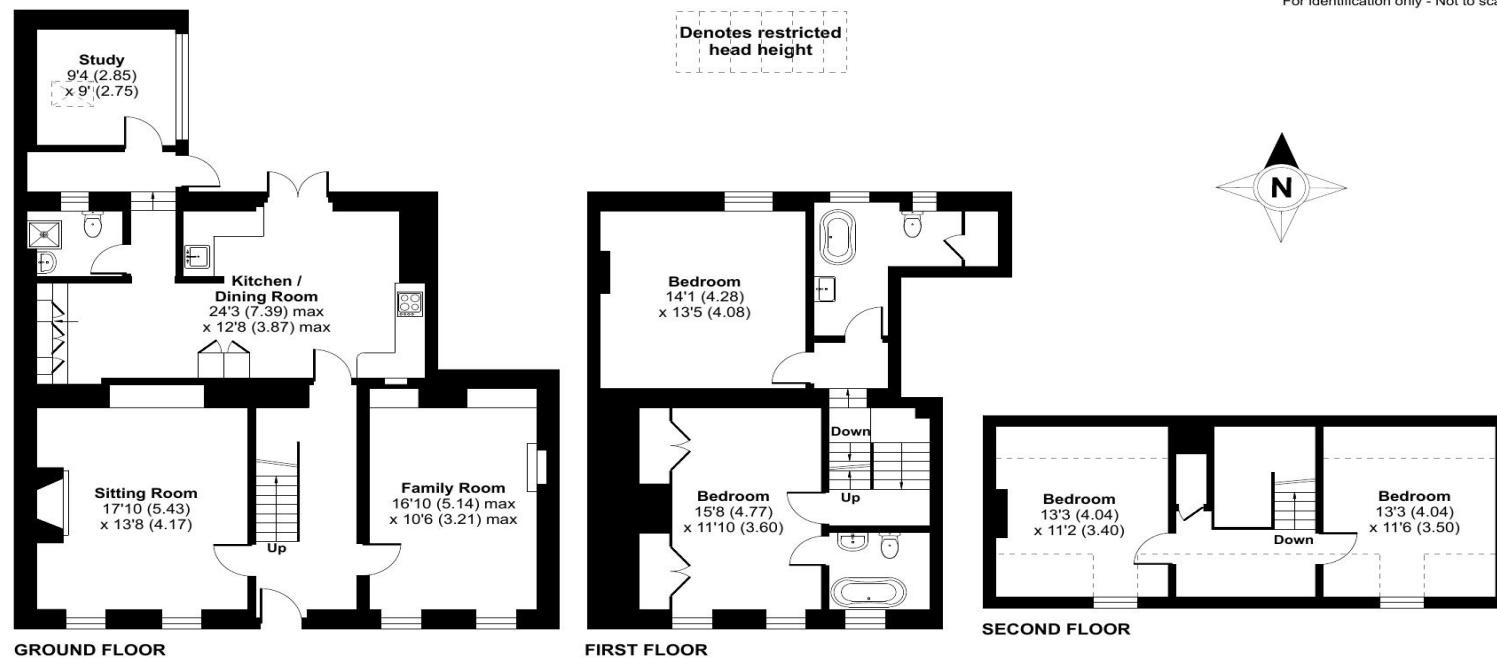 For identification only - Not to sca
Denotes restricted
head height
Study
9'4 (2.85)
x 9' (2.75)
N
Kitchen /
Dining Room
24'3 (7.39) max
x 12'8 (3.87) max
Sitting Room
17'10 (5.43)
x 13'8 (4.17)
Up
Family Room
16'10 (5.14) max
x 10'6 (3.21) max
GROUND FLOOR
Bedroom
14'1 (4.28)
x 13'5 (4.08)
Down
Up
Bedroom
15'8 (4.77)
x 11'10 (3.60)
FIRST FLOOR
Bedroom
13'3 (4.04)
x 11'2 (3.40)
Down
Bedroom
13'3 (4.04)
x 11'6 (3.50)
SECOND FLOOR